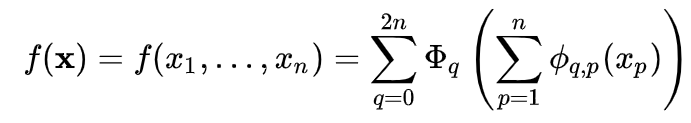 f(𝐱) = f(x₁, …, xₙ) = ∑_{q=0}^{2n} Φ_q ( ∑_{p=1}^{n} ϕ_{q,p}(x_p) )